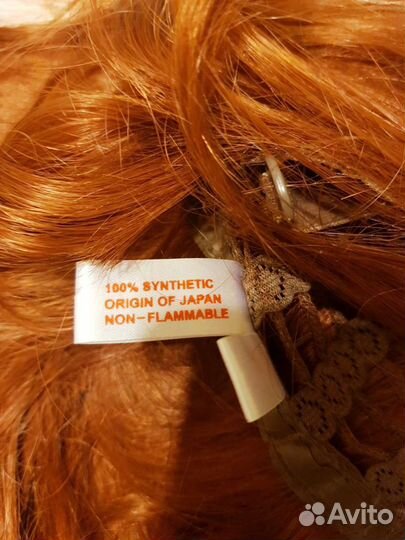 100% SYNTHETIC
ORIGIN OF JAPAN
NON-FLAMMABLE
Avito